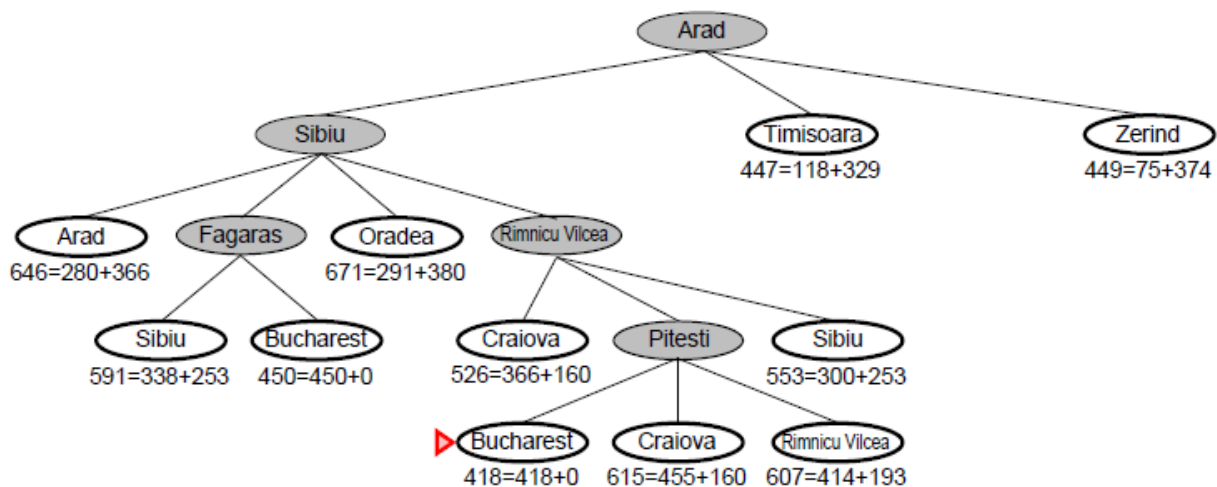 Arad
Sibiu
Timisoara
Zerind
447=118+329
449=75+374
Arad
Fagaras
Oradea
Rimnicu Vilcea
646=280+366
671=291+380
Sibiu
Bucharest
Craiova
Pitesti
Sibiu
591=338+253
450=450+0
526=366+160
553=300+253
Bucharest
Craiova
Rimnicu Vilcea
418=418+0
615=455+160
607=414+193